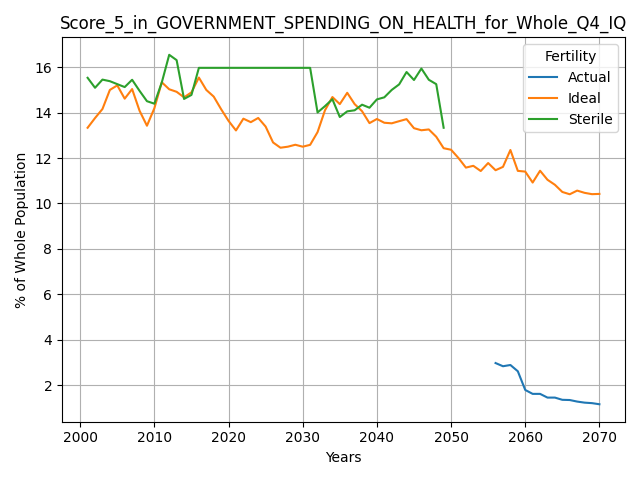 Score_5_in_GOVERNMENT_SPENDING_ON_HEALTH_for_Whole_Q4_IQ
Fertility
Actual
Ideal
Sterile
% of Whole Population
16
14
12
10
8
6
4
2
2000 2010 2020 2030 2040 2050 2060 2070
Years